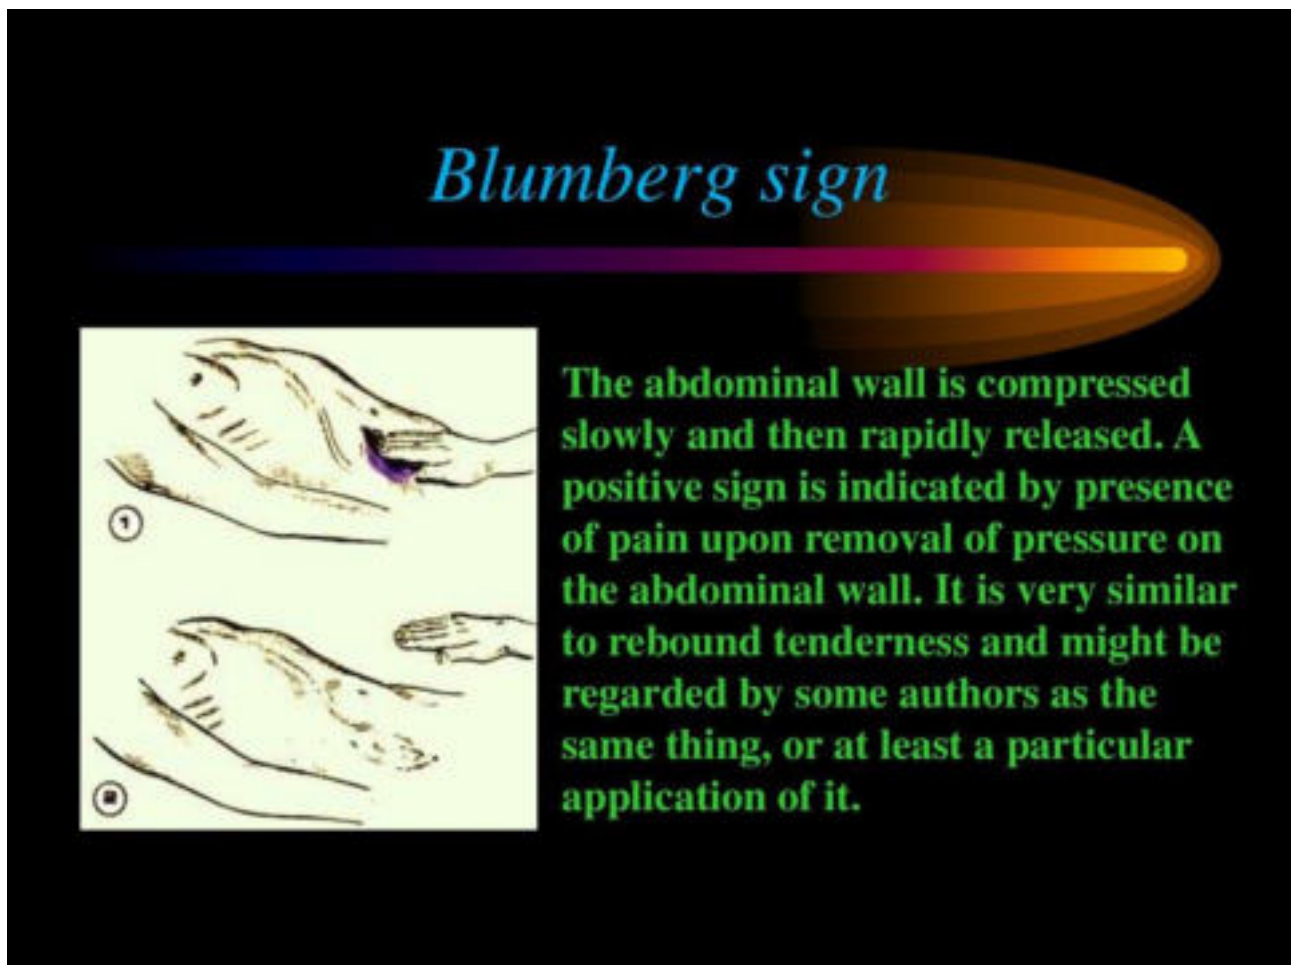 Blumberg sign
The abdominal wall is compressed
slowly and then rapidly released. A
positive sign is indicated by presence
of pain upon removal of pressure on
the abdominal wall. It is very similar
to rebound tenderness and might be
regarded by some authors as the
same thing, or at least a particular
application of it.
1